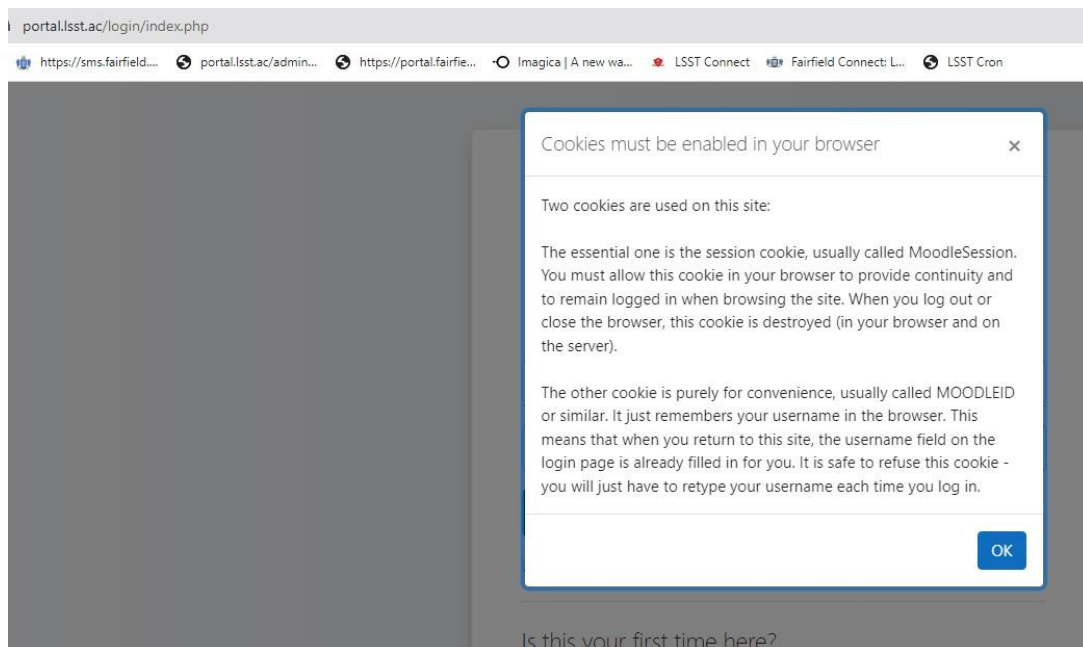 portal.lsst.ac/login/index.php
https://sms.fairfield.... portal.lsst.ac/admin... https://portal.fairfie... Imagica | A new wa... LSST Connect Fairfield Connect: L... LSST Cron
Cookies must be enabled in your browser ×
Two cookies are used on this site:
The essential one is the session cookie, usually called MoodleSession.
You must allow this cookie in your browser to provide continuity and
to remain logged in when browsing the site. When you log out or
close the browser, this cookie is destroyed (in your browser and on
the server).
The other cookie is purely for convenience, usually called MOODLEID
or similar. It just remembers your username in the browser. This
means that when you return to this site, the username field on the
login page is already filled in for you. It is safe to refuse this cookie -
you will just have to retype your username each time you log in.
OK
Is this your first time here?